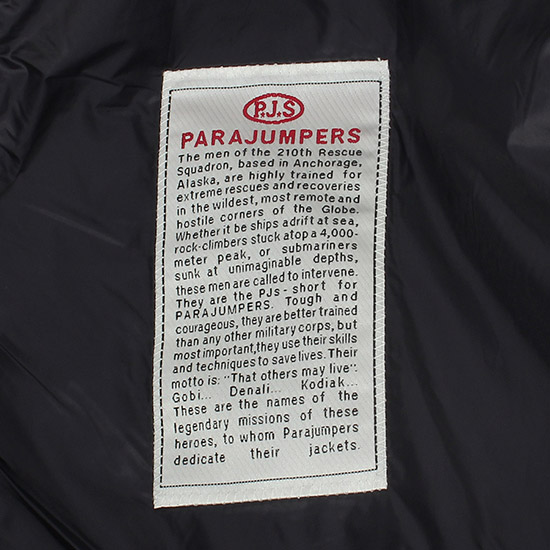 P.J.S
PARAJUMPERS
The men of the 210th Rescue
Squadron, based in Anchorage,
Alaska, are highly trained for
extreme rescues and recoveries
in the wildest, most remote and
hostile corners of the Globe.
Whether it be ships adrift at sea,
rock-climbers stuck atop a 4,000-
meter peak, or submariners
sunk at unimaginable depths,
these men are called to intervene.
They are the PJs - short for
PARAJUMPERS. Tough and
courageous, they are better trained
than any other military corps, but
most important, they use their skills
and techniques to save lives. Their
motto is: "That others may live".
Gobi... Denali... Kodiak...
These are the names of the
legendary missions of these
heroes, to whom Parajumpers
dedicate their jackets.